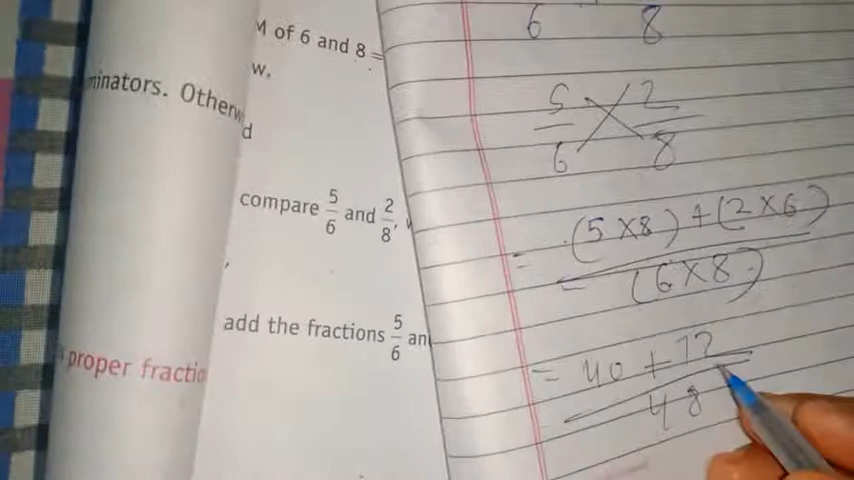 M of 6 and 8 =
w,
minators. Otherw
d
compare 5/6 and 2/8,
,
add the fractions 5/6 an
proper fractio
6 8
5/6 × 2/8
= (5×8)+(2×6) / (6×8)
= 40+12 / 48